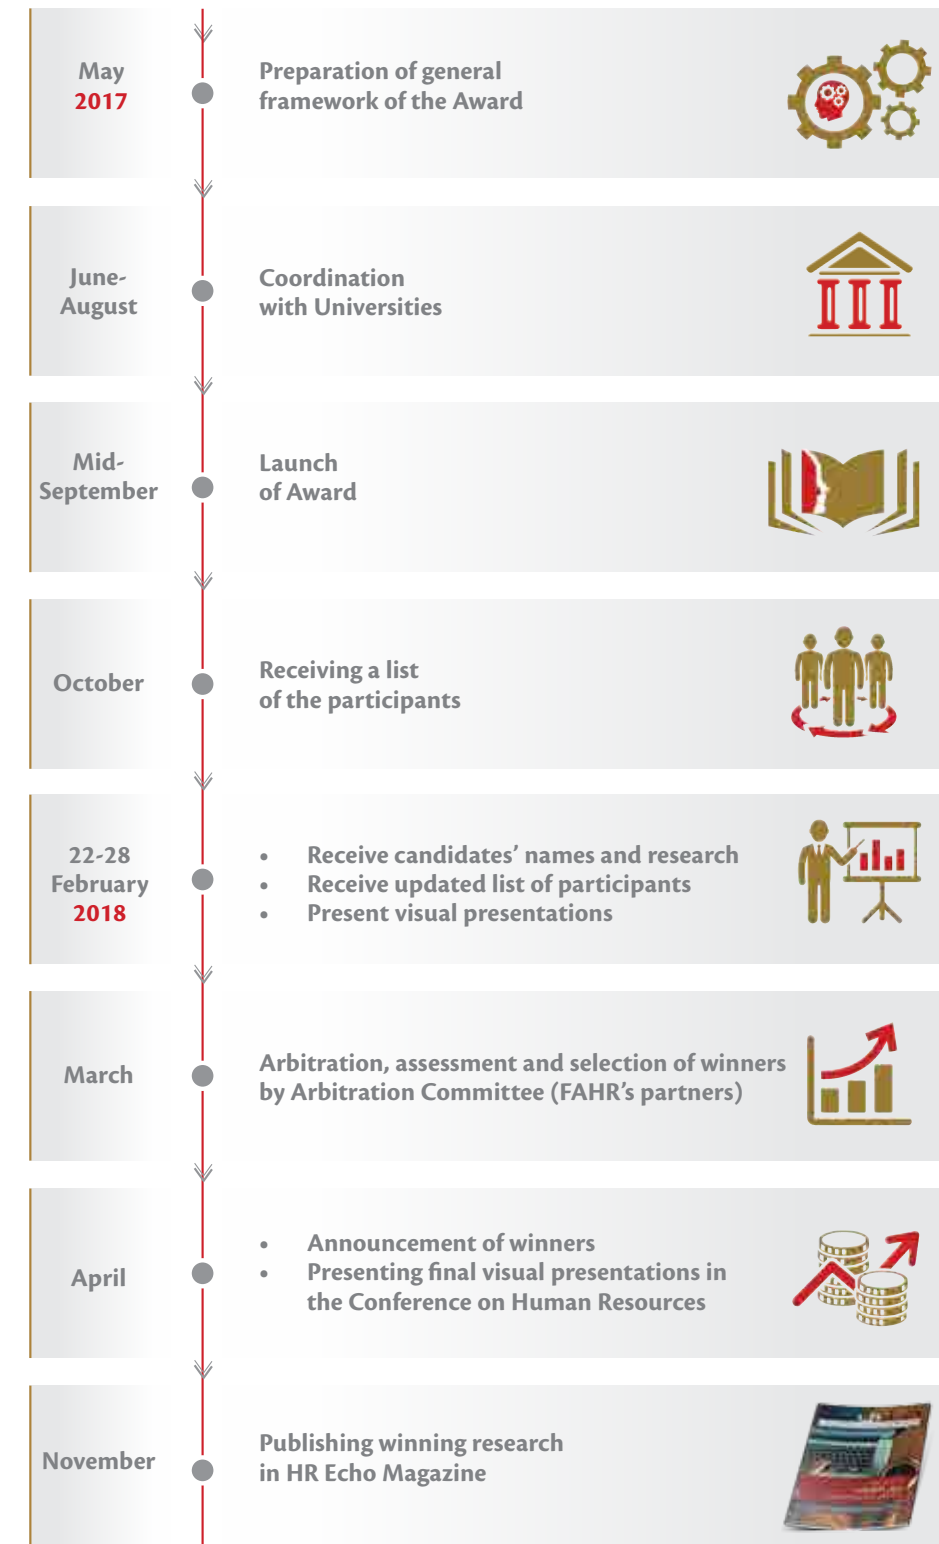 May
2017
Preparation of general
framework of the Award
June-
August
Coordination
with Universities
Mid-
September
Launch
of Award
October
Receiving a list
of the participants
22-28
February
2018
• Receive candidates’ names and research
• Receive updated list of participants
• Present visual presentations
March
Arbitration, assessment and selection of winners
by Arbitration Committee (FAHR’s partners)
April
• Announcement of winners
• Presenting final visual presentations in
the Conference on Human Resources
November
Publishing winning research
in HR Echo Magazine